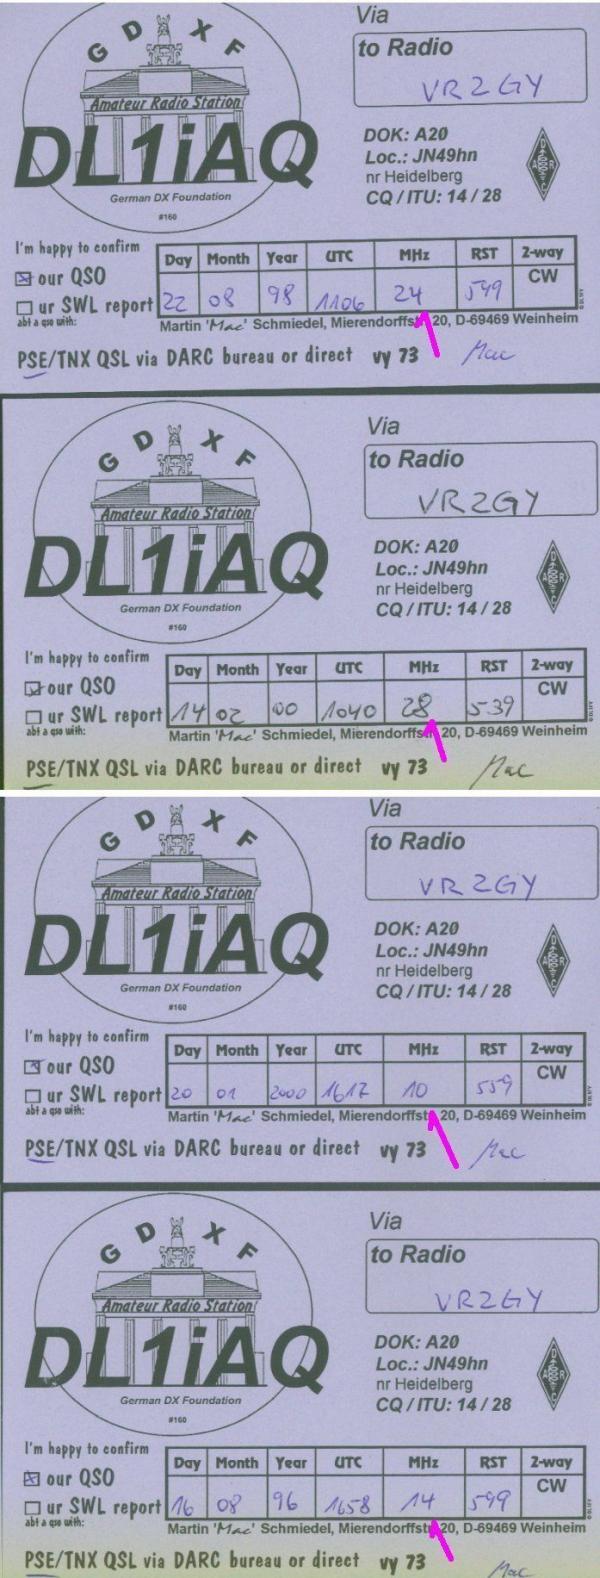 GDXF
Via
to Radio
VR2GY
Amateur Radio Station
DL1iAQ
German DX Foundation
#160
DOK: A20
Loc.: JN49hn
nr Heidelberg
CQ / ITU: 14 / 28
DARC
I'm happy to confirm
our QSO
ur SWL report
abt a qso with:
Day Month Year UTC MHz RST 2-way
22 08 98 1106 24 599 CW
Martin 'Mac' Schmiedel, Mierendorffstr. 20, D-69469 Weinheim
PSE/TNX QSL via DARC bureau or direct vy 73 Mac
GDXF
Via
to Radio
VR2GY
Amateur Radio Station
DL1iAQ
German DX Foundation
#160
DOK: A20
Loc.: JN49hn
nr Heidelberg
CQ / ITU: 14 / 28
DARC
I'm happy to confirm
our QSO
ur SWL report
abt a qso with:
Day Month Year UTC MHz RST 2-way
14 02 00 1040 28 539 CW
Martin 'Mac' Schmiedel, Mierendorffstr. 20, D-69469 Weinheim
PSE/TNX QSL via DARC bureau or direct vy 73 Mac
GDXF
Via
to Radio
VR2GY
Amateur Radio Station
DL1iAQ
German DX Foundation
#160
DOK: A20
Loc.: JN49hn
nr Heidelberg
CQ / ITU: 14 / 28
DARC
I'm happy to confirm
our QSO
ur SWL report
abt a qso with:
Day Month Year UTC MHz RST 2-way
20 01 2000 1617 10 559 CW
Martin 'Mac' Schmiedel, Mierendorffstr. 20, D-69469 Weinheim
PSE/TNX QSL via DARC bureau or direct vy 73 Mac
GDXF
Via
to Radio
VR2GY
Amateur Radio Station
DL1iAQ
German DX Foundation
#160
DOK: A20
Loc.: JN49hn
nr Heidelberg
CQ / ITU: 14 / 28
DARC
I'm happy to confirm
our QSO
ur SWL report
abt a qso with:
Day Month Year UTC MHz RST 2-way
16 08 96 1658 14 599 CW
Martin 'Mac' Schmiedel, Mierendorffstr. 20, D-69469 Weinheim
PSE/TNX QSL via DARC bureau or direct vy 73 Mac